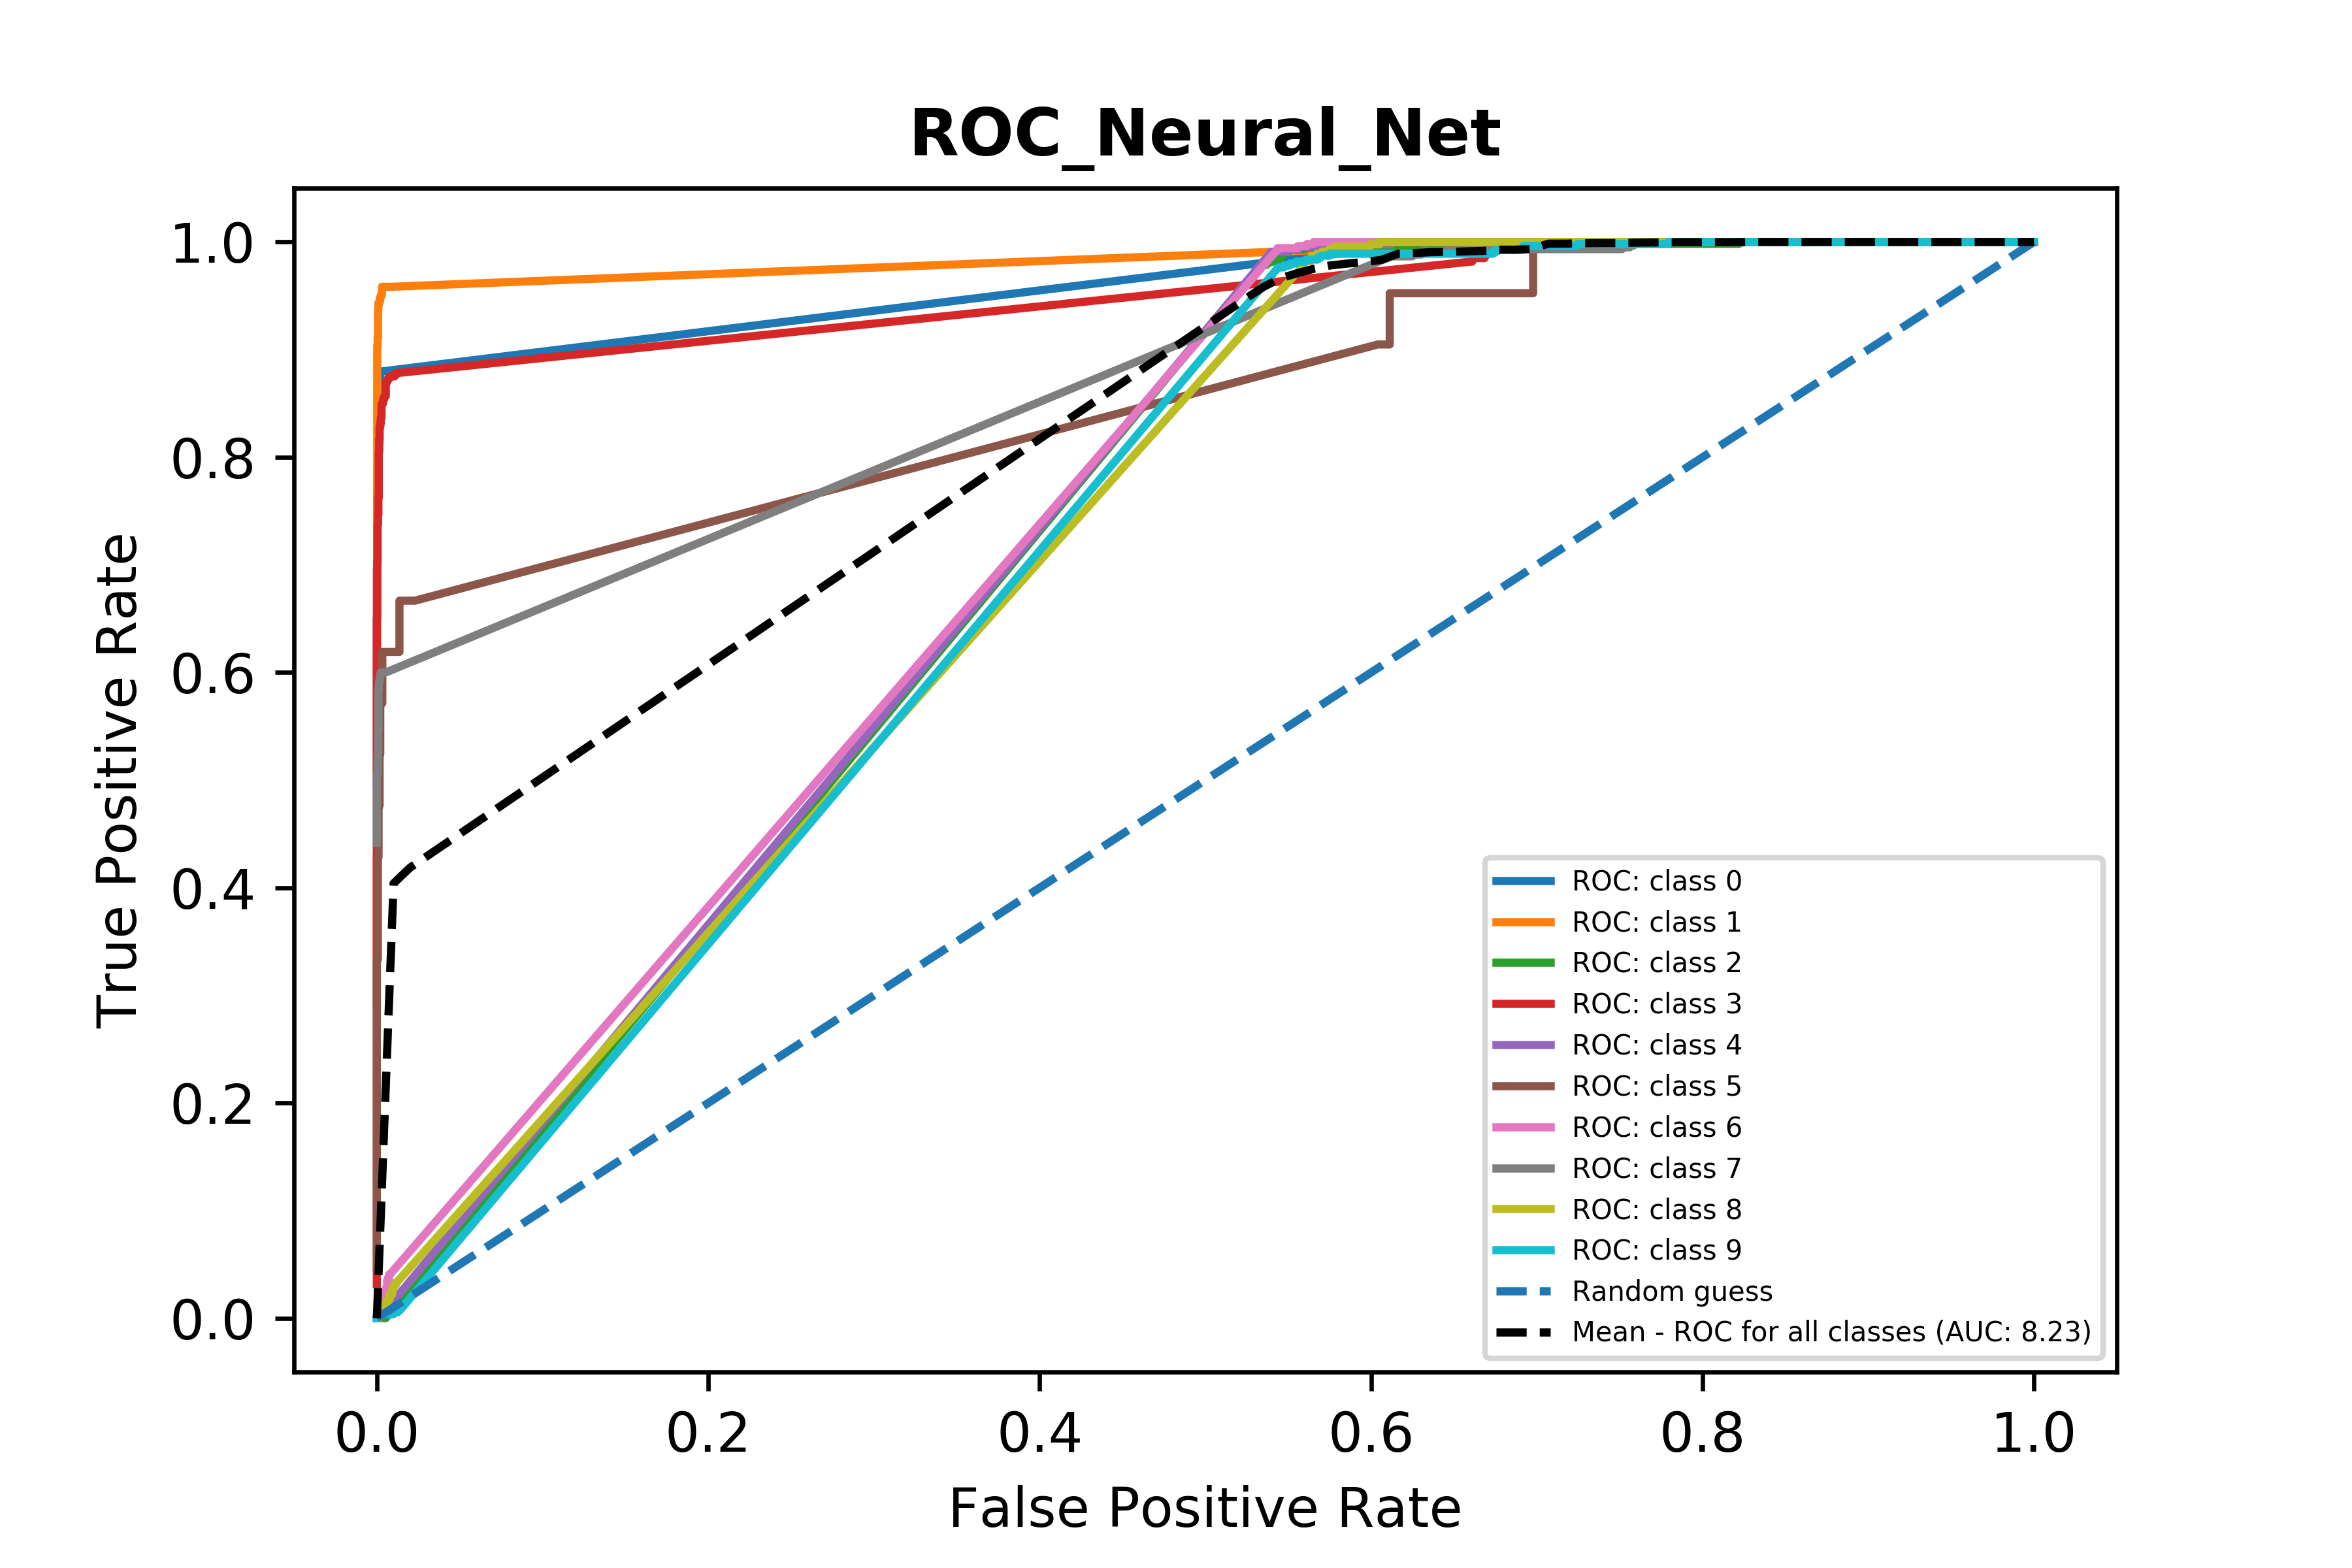 ROC_Neural_Net
True Positive Rate
1.0
0.8
0.6
0.4
0.2
0.0
ROC: class 0
ROC: class 1
ROC: class 2
ROC: class 3
ROC: class 4
ROC: class 5
ROC: class 6
ROC: class 7
ROC: class 8
ROC: class 9
Random guess
Mean - ROC for all classes (AUC: 8.23)
0.0 0.2 0.4 0.6 0.8 1.0
False Positive Rate